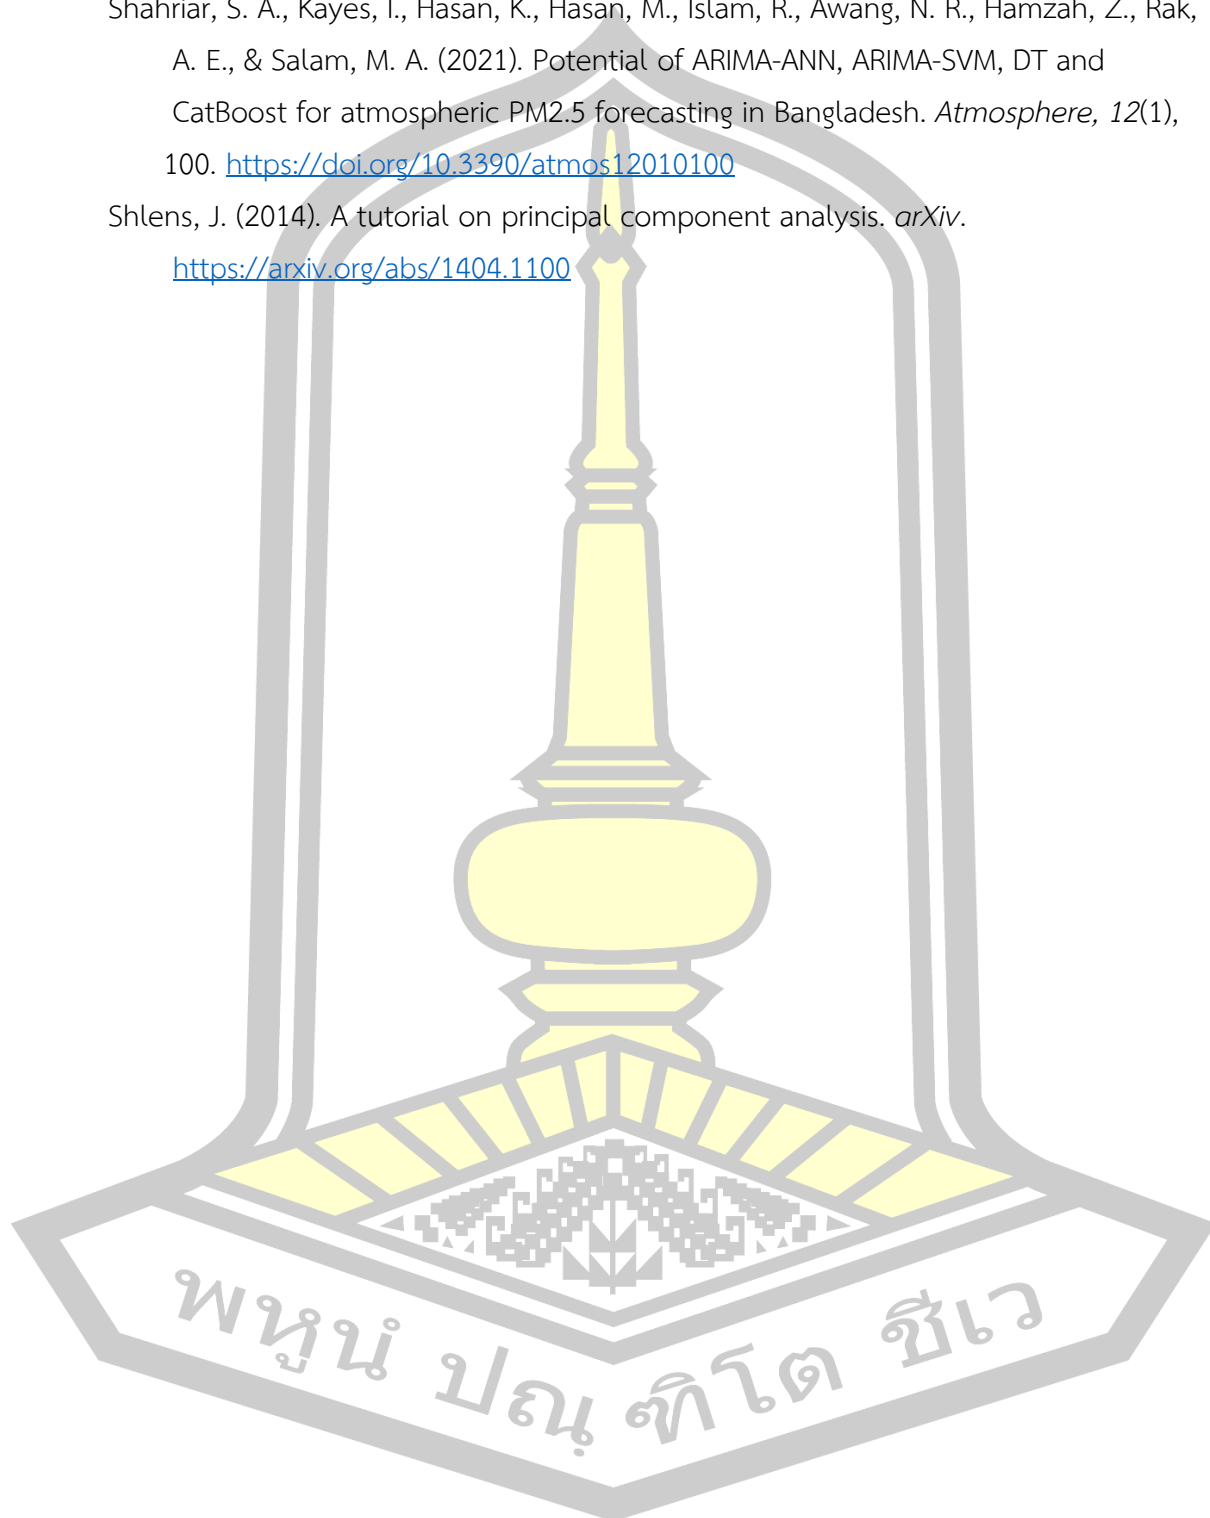 Shahriar, S. A., Kayes, I., Hasan, K., Hasan, M., Islam, R., Awang, N. R., Hamzah, Z., Rak,
A. E., & Salam, M. A. (2021). Potential of ARIMA-ANN, ARIMA-SVM, DT and
CatBoost for atmospheric PM2.5 forecasting in Bangladesh. Atmosphere, 12(1),
100. https://doi.org/10.3390/atmos12010100
Shlens, J. (2014). A tutorial on principal component analysis. arXiv.
https://arxiv.org/abs/1404.1100
พหูนํ ปณฺฑิโต ชีเว